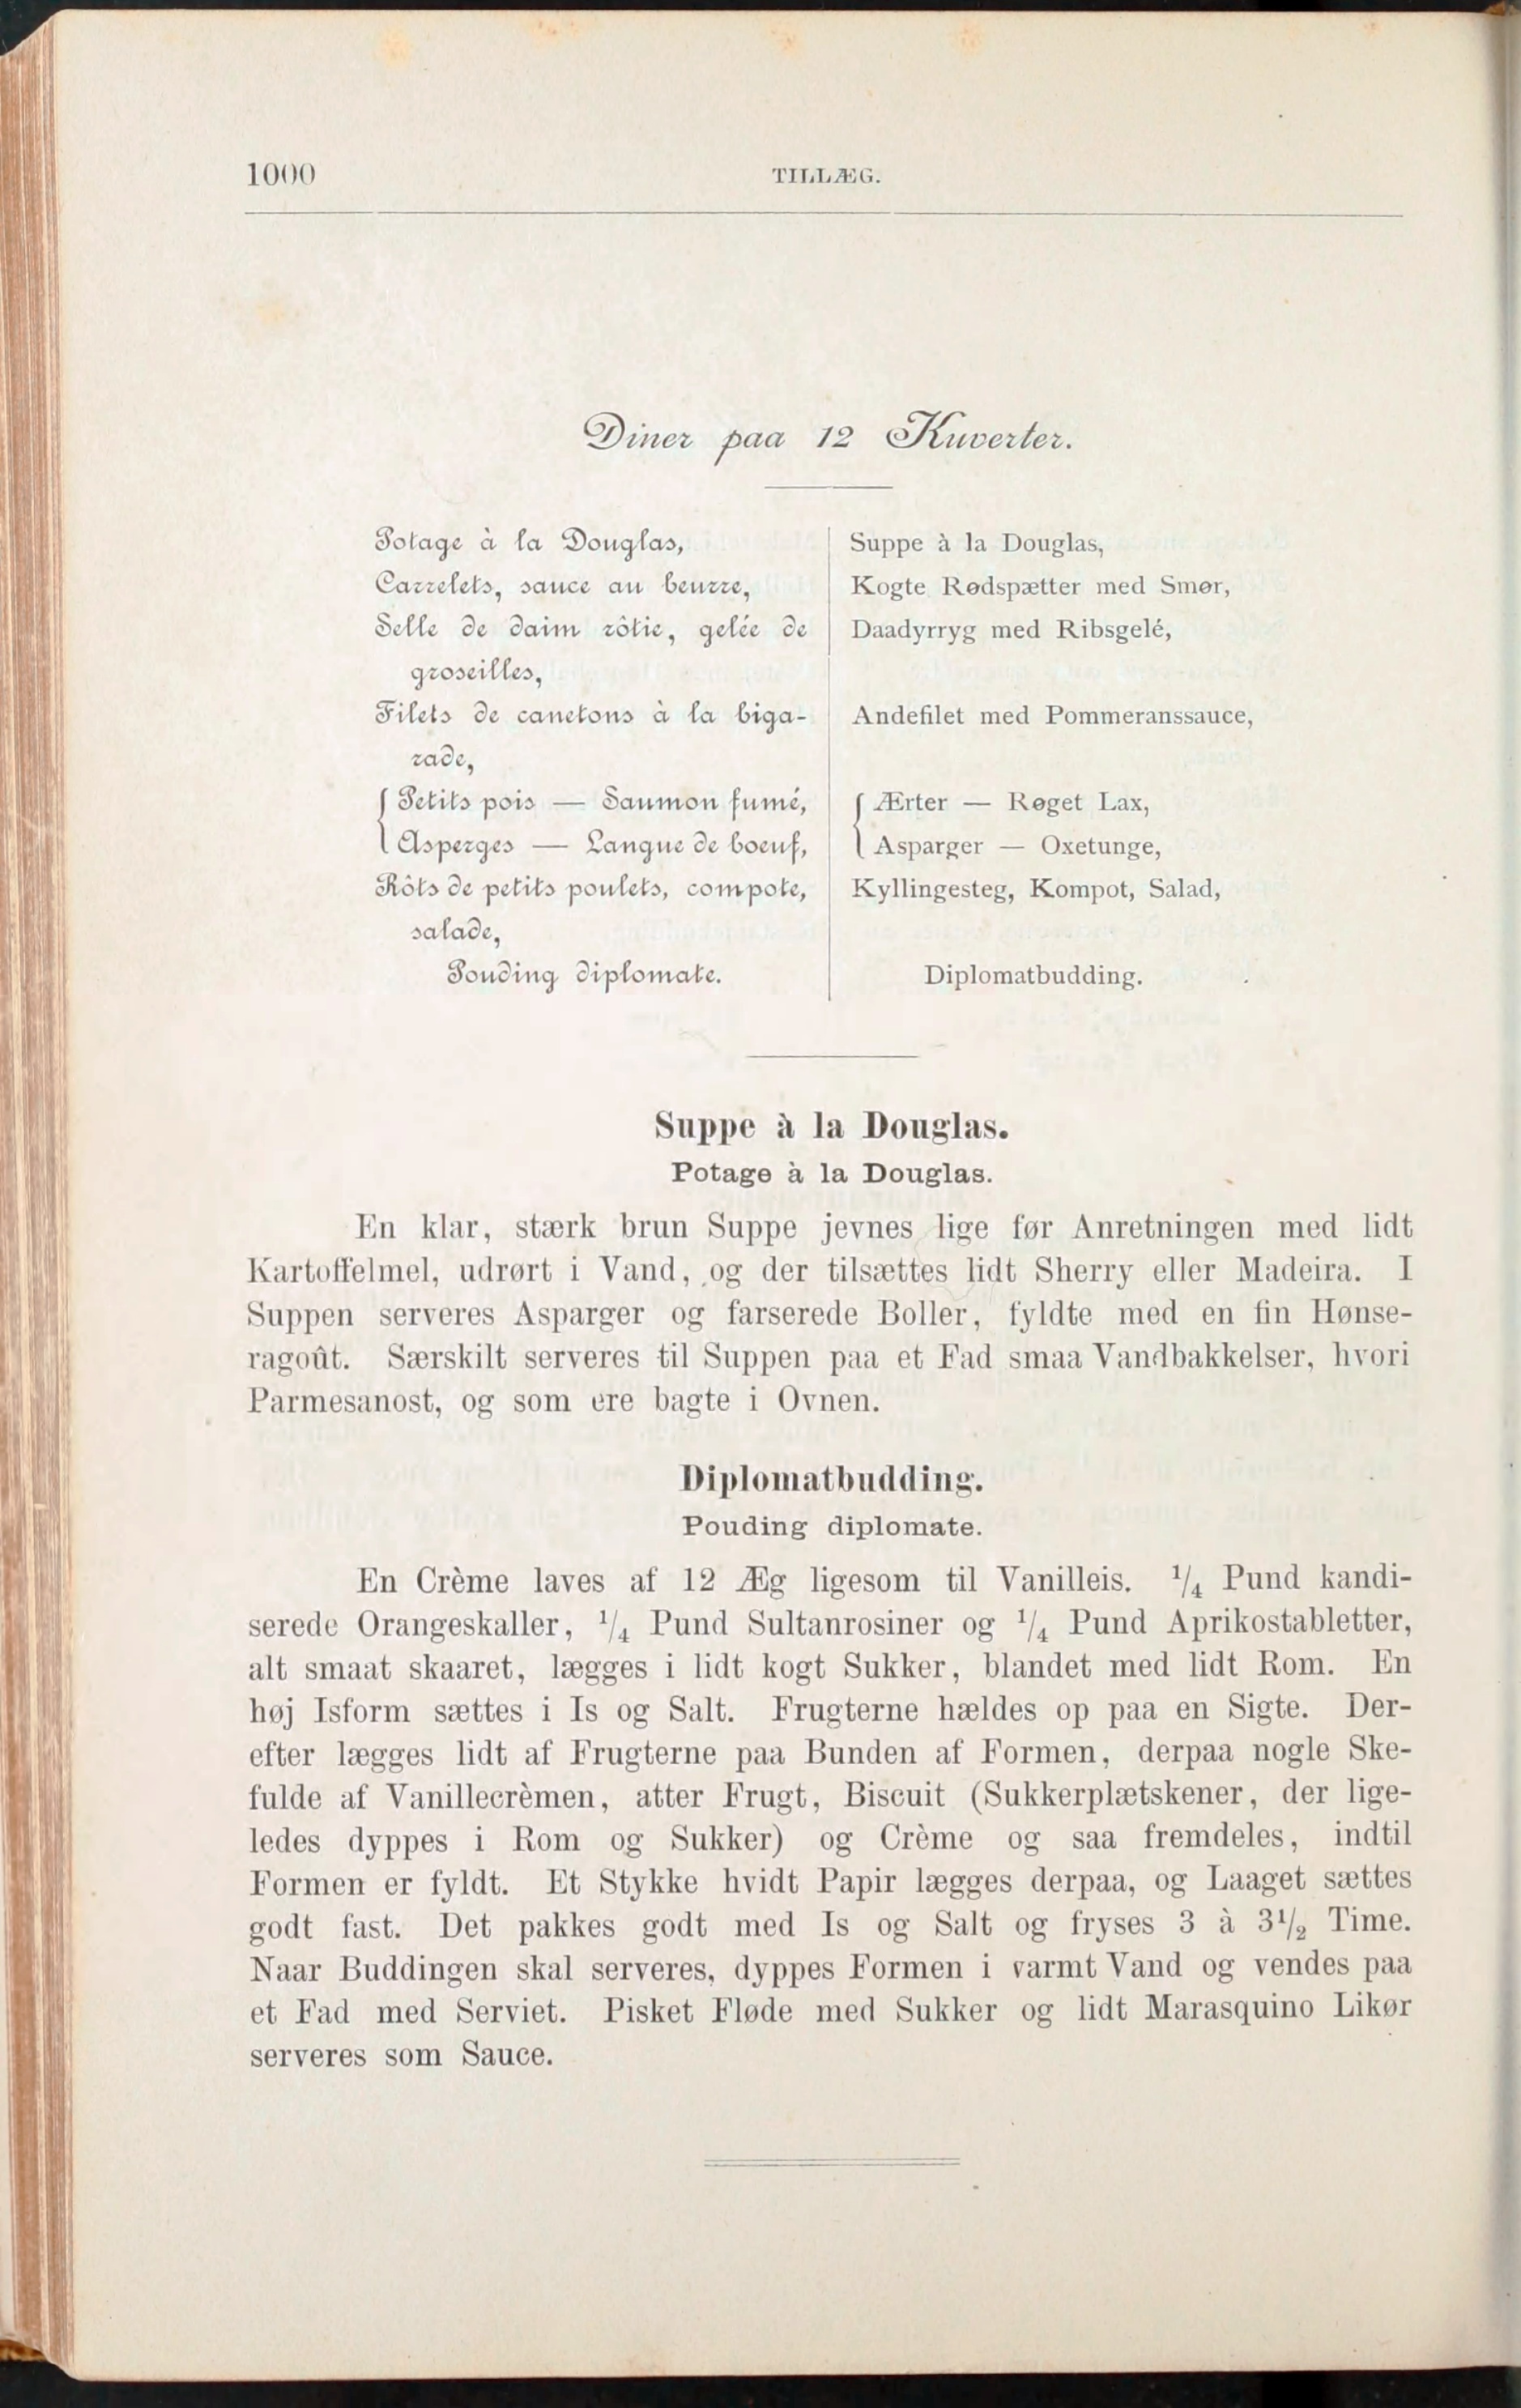 1000
TILLÆG.
Diner paa 12 Kuverter.
Potage à la Douglas,
Carrelets, sauce au beurre,
Selle de daim rôtie, gelée de
groseilles,
Filets de canetons à la biga-
rade,
Petits pois — Saumon fumé,
Asperges — Langue de boeuf,
Rôts de petits poulets, compote,
salade,
Pouding diplomate.
Suppe à la Douglas,
Kogte Rødspætter med Smør,
Daadyrryg med Ribsgelé,
Andefilet med Pommeranssauce,
Ærter — Røget Lax,
Asparger — Oxetunge,
Kyllingesteg, Kompot, Salad,
Diplomatbudding.
Suppe à la Douglas.
Potage à la Douglas.
En klar, stærk brun Suppe jevnes lige før Anretningen med lidt
Kartoffelmel, udrørt i Vand, og der tilsættes lidt Sherry eller Madeira. I
Suppen serveres Asparger og farserede Boller, fyldte med en fin Hønse-
ragoût. Særskilt serveres til Suppen paa et Fad smaa Vandbakkelser, hvori
Parmesanost, og som ere bagte i Ovnen.
Diplomatbudding.
Pouding diplomate.
En Crème laves af 12 Æg ligesom til Vanilleis. 1/4 Pund kandi-
serede Orangeskaller, 1/4 Pund Sultanrosiner og 1/4 Pund Aprikostabletter,
alt smaat skaaret, lægges i lidt kogt Sukker, blandet med lidt Rom. En
høj Isform sættes i Is og Salt. Frugterne hældes op paa en Sigte. Der-
efter lægges lidt af Frugterne paa Bunden af Formen, derpaa nogle Ske-
fulde af Vanillecrèmen, atter Frugt, Biscuit (Sukkerplætskener, der lige-
ledes dyppes i Rom og Sukker) og Crème og saa fremdeles, indtil
Formen er fyldt. Et Stykke hvidt Papir lægges derpaa, og Laaget sættes
godt fast. Det pakkes godt med Is og Salt og fryses 3 à 3 1/2 Time.
Naar Buddingen skal serveres, dyppes Formen i varmt Vand og vendes paa
et Fad med Serviet. Pisket Fløde med Sukker og lidt Marasquino Likør
serveres som Sauce.